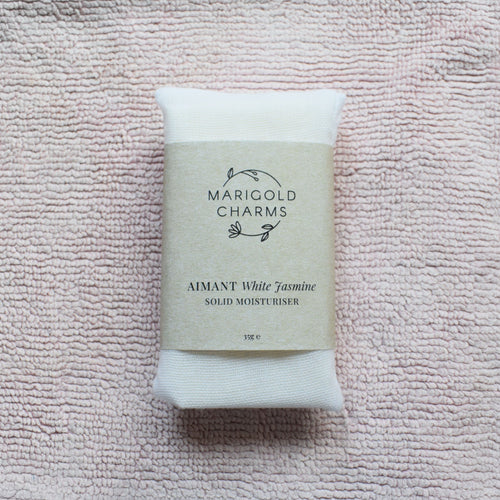 MARIGOLD
CHARMS
AIMANT White Jasmine
SOLID MOISTURISER
35g e